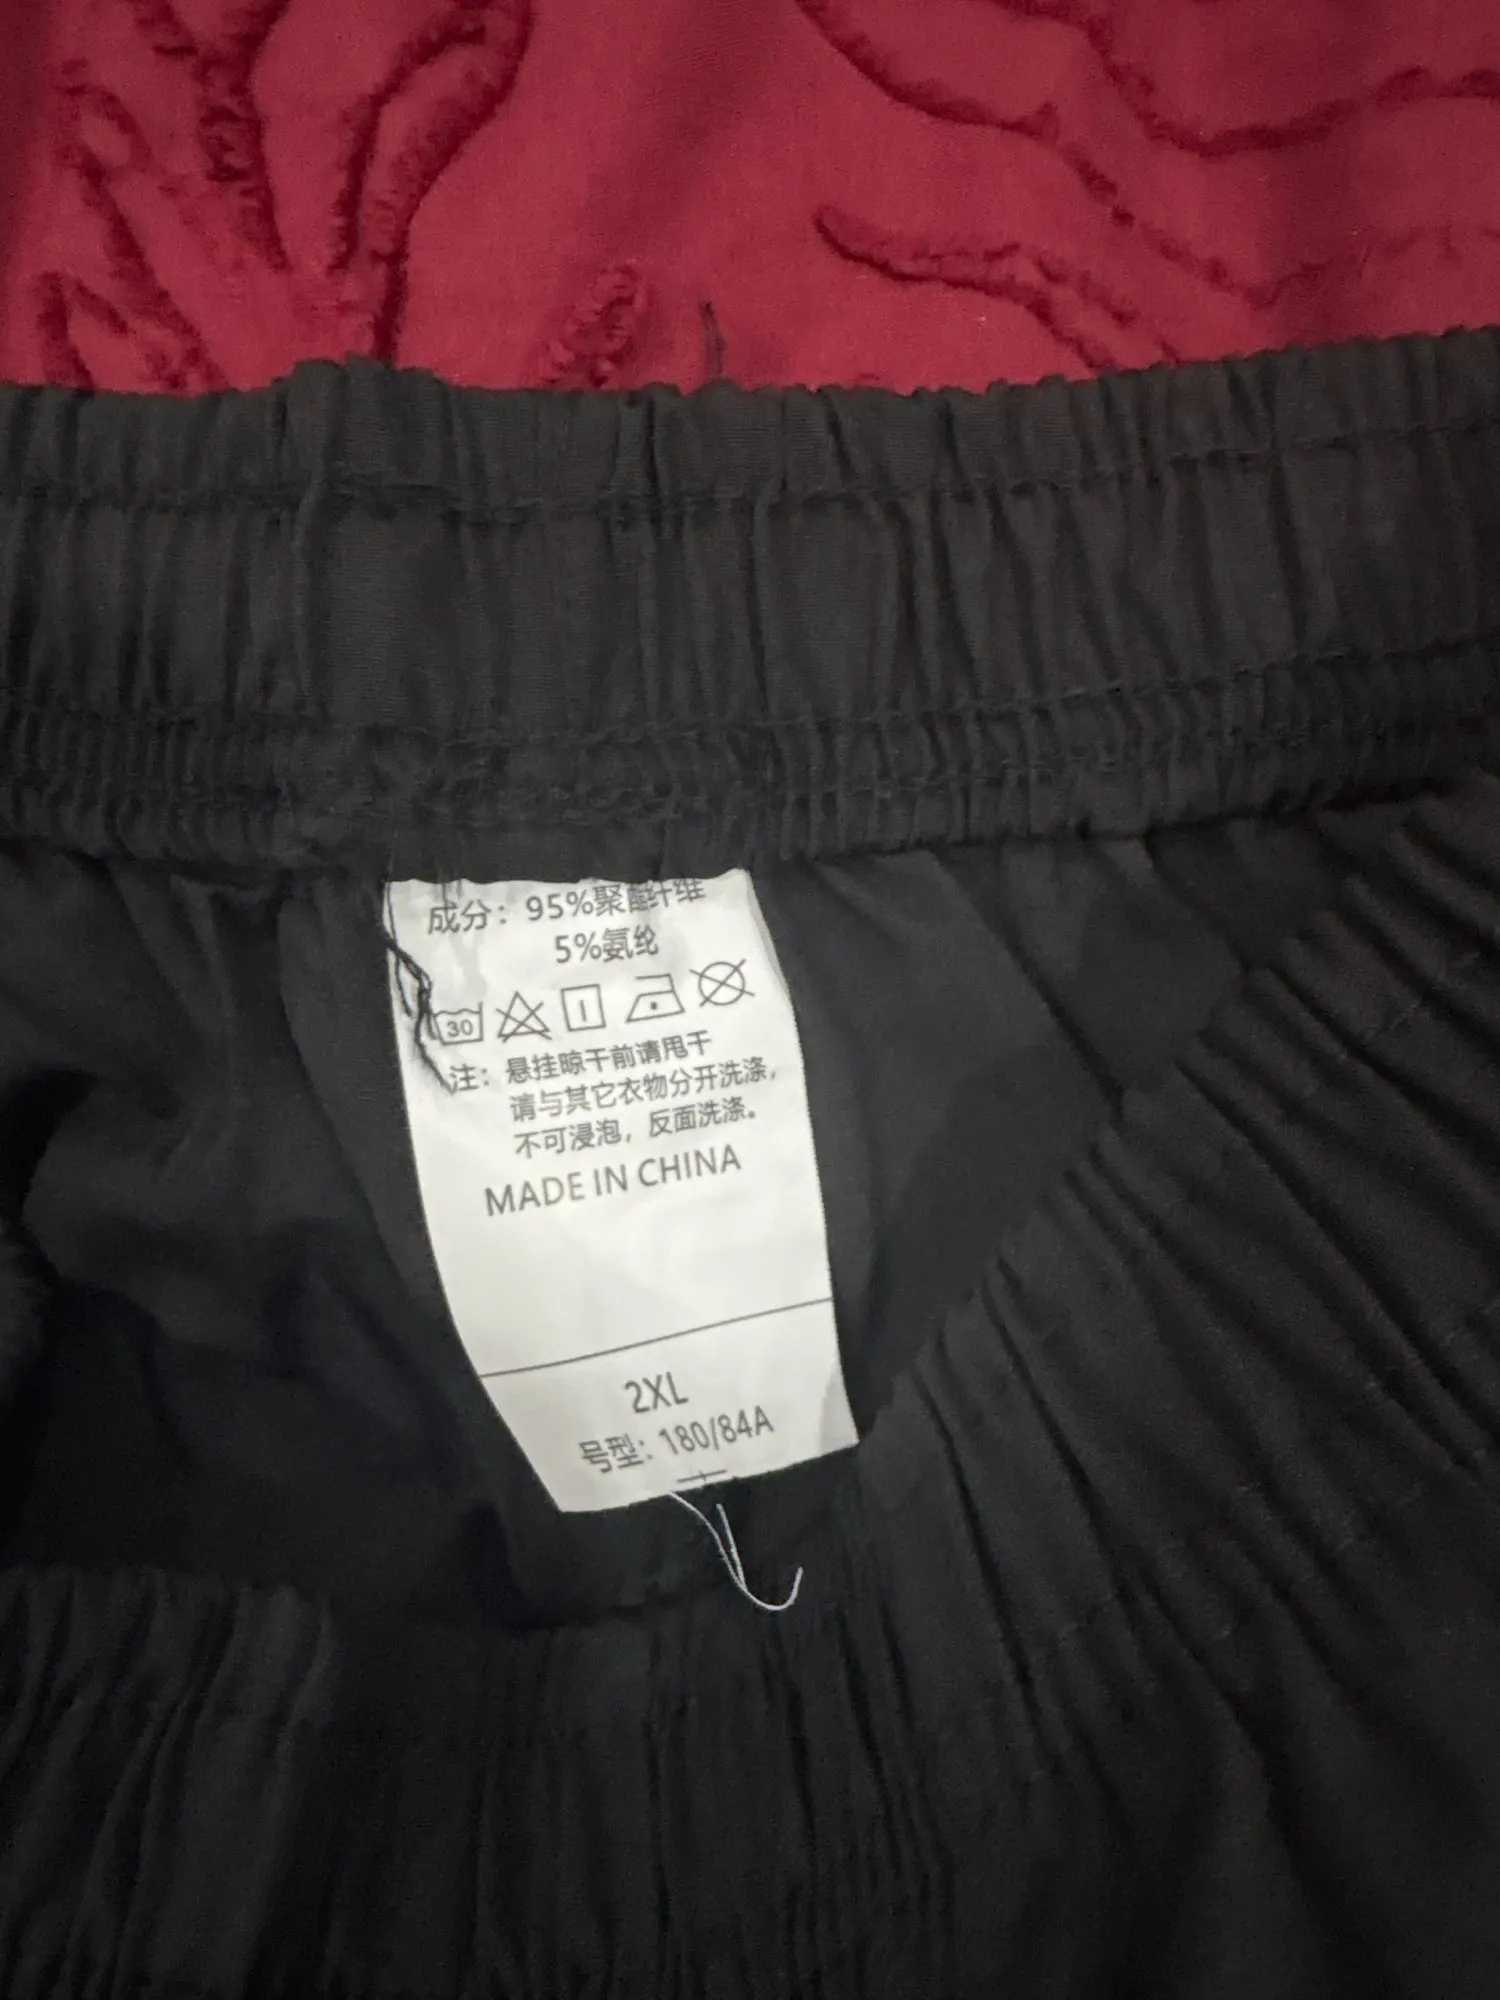 成分：95%聚酯纤维
5%氨纶
30
注：悬挂晾干前请甩干
请与其它衣物分开洗涤，
不可浸泡，反面洗涤。
MADE IN CHINA
2XL
号型：180/84A